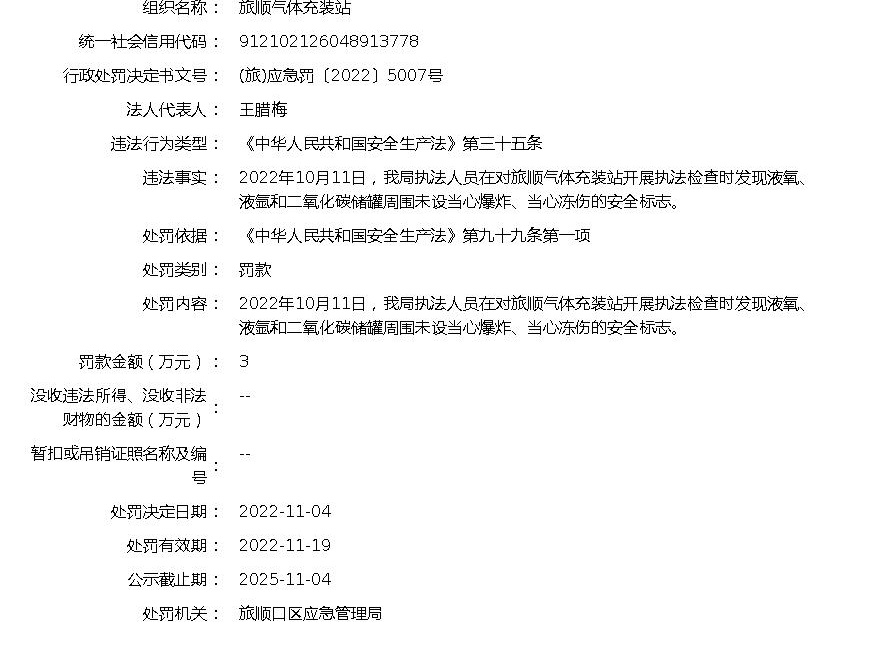 组织名称： 旅顺气体充装站
统一社会信用代码： 912102126048913778
行政处罚决定书文号： (旅)应急罚〔2022〕5007号
法人代表人： 王腊梅
违法行为类型： 《中华人民共和国安全生产法》第三十五条
违法事实： 2022年10月11日，我局执法人员在对旅顺气体充装站开展执法检查时发现液氧、
液氩和二氧化碳储罐周围未设当心爆炸、当心冻伤的安全标志。
处罚依据： 《中华人民共和国安全生产法》第九十九条第一项
处罚类别： 罚款
处罚内容： 2022年10月11日，我局执法人员在对旅顺气体充装站开展执法检查时发现液氧、
液氩和二氧化碳储罐周围未设当心爆炸、当心冻伤的安全标志。
罚款金额（万元）： 3
没收违法所得、没收非法
财物的金额（万元）： --
暂扣或吊销证照名称及编
号： --
处罚决定日期： 2022-11-04
处罚有效期： 2022-11-19
公示截止期： 2025-11-04
处罚机关： 旅顺口区应急管理局